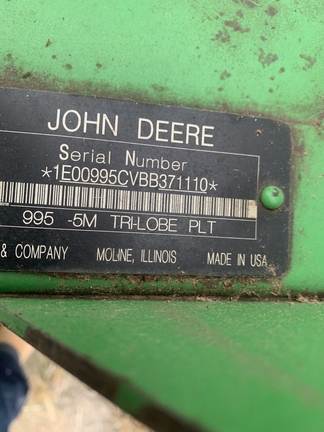 JOHN DEERE
Serial Number
*1E00995CVBB371110*
995 -5M TRI-LOBE PLT
& COMPANY MOLINE, ILLINOIS MADE IN USA